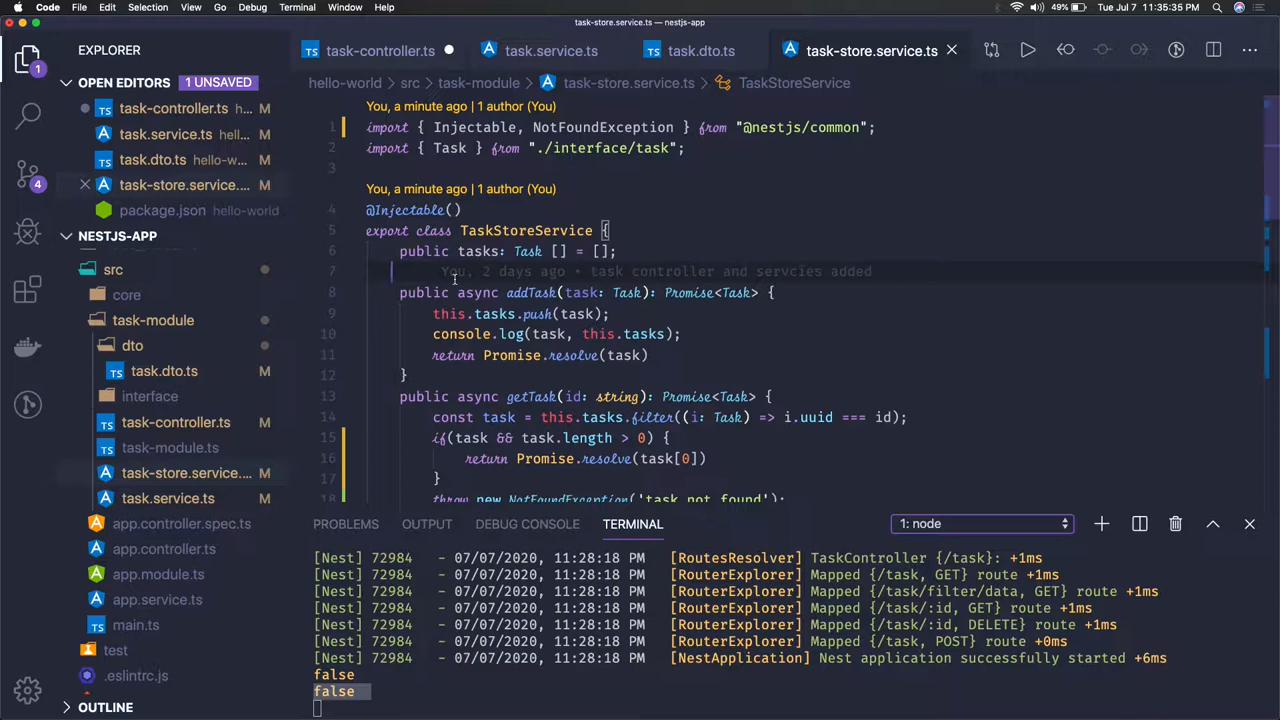 Code File Edit Selection View Go Debug Terminal Window Help 49% Tue Jul 7 11:35:35 PM
task-store.service.ts — nestjs-app
EXPLORER
TS task-controller.ts
task.service.ts
TS task.dto.ts
task-store.service.ts
1
OPEN EDITORS 1 UNSAVED
TS task-controller.ts h...
task.service.ts hell...
TS task.dto.ts hello-w...
task-store.service.... M
package.json hello-world
M
M
M
4
NESTJS-APP
src
core
task-module
dto
TS task.dto.ts M
interface
TS task-controller.ts M
TS task-module.ts
task-store.service.... M
task.service.ts M
app.controller.spec.ts
app.controller.ts
app.module.ts
app.service.ts
TS main.ts
test
.eslintrc.js
OUTLINE
hello-world › src › task-module › task-store.service.ts › TaskStoreService
You, a minute ago | 1 author (You)
1 import { Injectable, NotFoundException } from "@nestjs/common";
2 import { Task } from "./interface/task";
3
You, a minute ago | 1 author (You)
4 @Injectable()
5 export class TaskStoreService {
6 public tasks: Task [] = [];
7 You, 2 days ago • task controller and servcies added
8 public async addTask(task: Task): Promise<Task> {
9 this.tasks.push(task);
10 console.log(task, this.tasks);
11 return Promise.resolve(task)
12 }
13 public async getTask(id: string): Promise<Task> {
14 const task = this.tasks.filter((i: Task) => i.uuid === id);
15 if(task && task.length > 0) {
16 return Promise.resolve(task[0])
17 }
18 throw new NotFoundException('task not found');
PROBLEMS OUTPUT DEBUG CONSOLE TERMINAL 1: node
[Nest] 72984 - 07/07/2020, 11:28:18 PM [RoutesResolver] TaskController {/task}: +1ms
[Nest] 72984 - 07/07/2020, 11:28:18 PM [RouterExplorer] Mapped {/task, GET} route +1ms
[Nest] 72984 - 07/07/2020, 11:28:18 PM [RouterExplorer] Mapped {/task/filter/data, GET} route +1ms
[Nest] 72984 - 07/07/2020, 11:28:18 PM [RouterExplorer] Mapped {/task/:id, GET} route +1ms
[Nest] 72984 - 07/07/2020, 11:28:18 PM [RouterExplorer] Mapped {/task/:id, DELETE} route +1ms
[Nest] 72984 - 07/07/2020, 11:28:18 PM [RouterExplorer] Mapped {/task, POST} route +0ms
[Nest] 72984 - 07/07/2020, 11:28:18 PM [NestApplication] Nest application successfully started +6ms
false
false